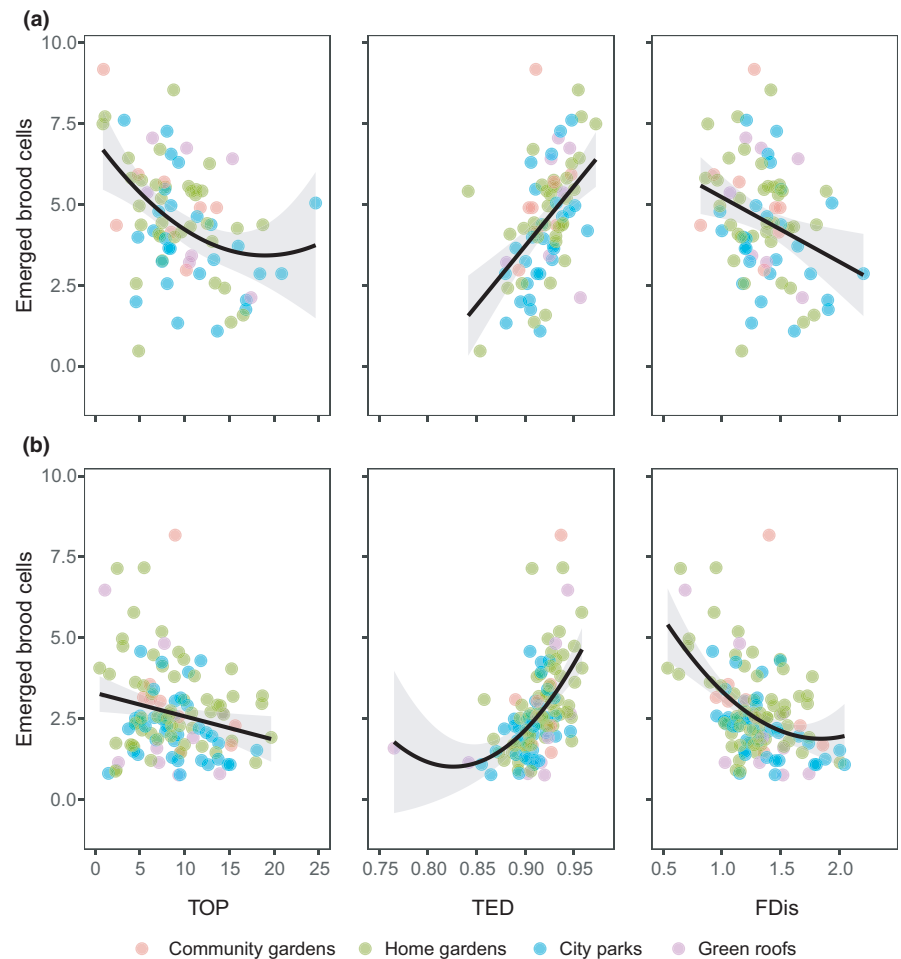 (a)
10.0
7.5
5.0
2.5
0.0
Emerged brood cells
(b)
10.0
7.5
5.0
2.5
0.0
Emerged brood cells
0 5 10 15 20 25
0.75 0.80 0.85 0.90 0.95
0.5 1.0 1.5 2.0
TOP TED FDis
Community gardens Home gardens City parks Green roofs